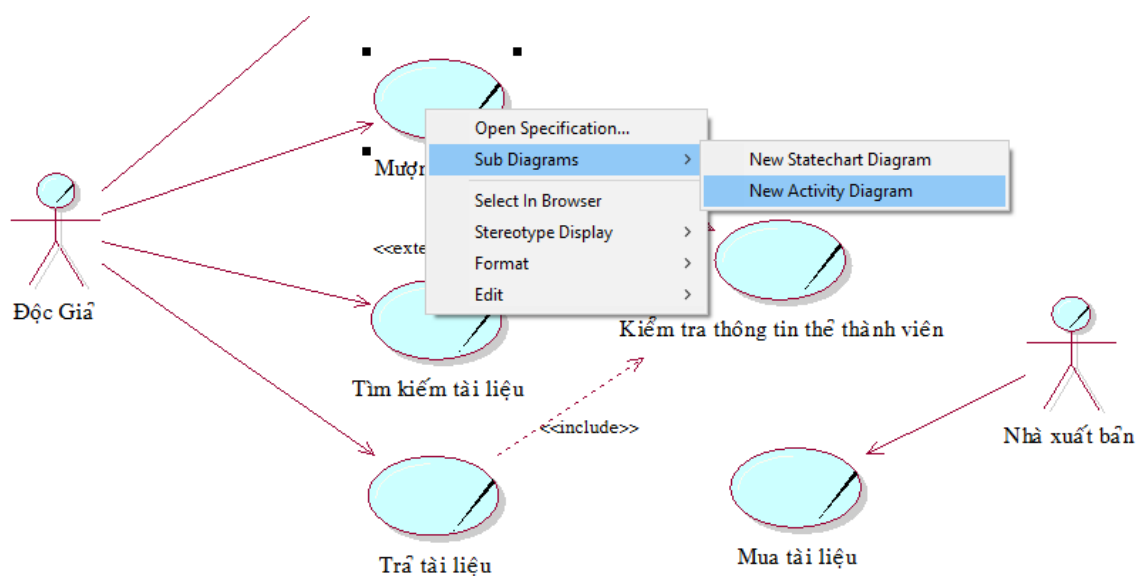 Open Specification...
Sub Diagrams
New Statechart Diagram
New Activity Diagram
Select In Browser
Stereotype Display
Format
Edit
Độc Giả
Kiểm tra thông tin thẻ thành viên
Tìm kiếm tài liệu
<<include>>
Nhà xuất bản
Trả tài liệu
Mua tài liệu